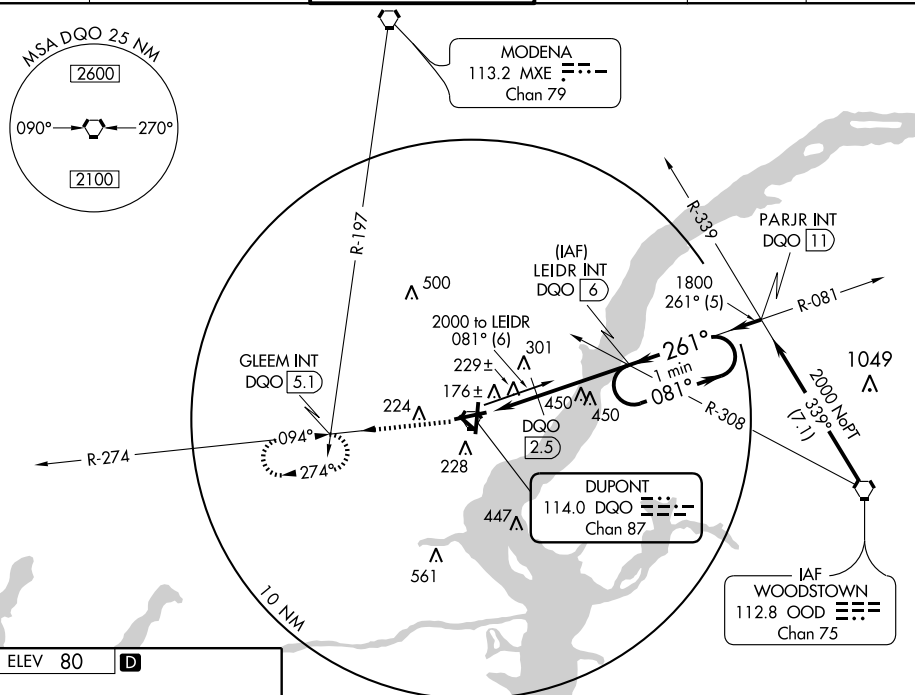 MSA DQO 25 NM
2600
090°
270°
2100
MODENA
113.2 MXE
Chan 79
R-197
R-339
PARJR INT
DQO 11
(IAF)
LEIDR INT
DQO 6
1800
261° (5)
R-081
500
2000 to LEIDR
081° (6)
301
229±
176±
261°
1 min
081°
1049
GLEEM INT
DQO 5.1
224
450
450
R-308
2000 NoPT
339°
(7.1)
DQO
2.5
094°
R-274
274°
228
DUPONT
114.0 DQO
Chan 87
447
561
10 NM
IAF
WOODSTOWN
112.8 OOD
Chan 75
ELEV 80 D